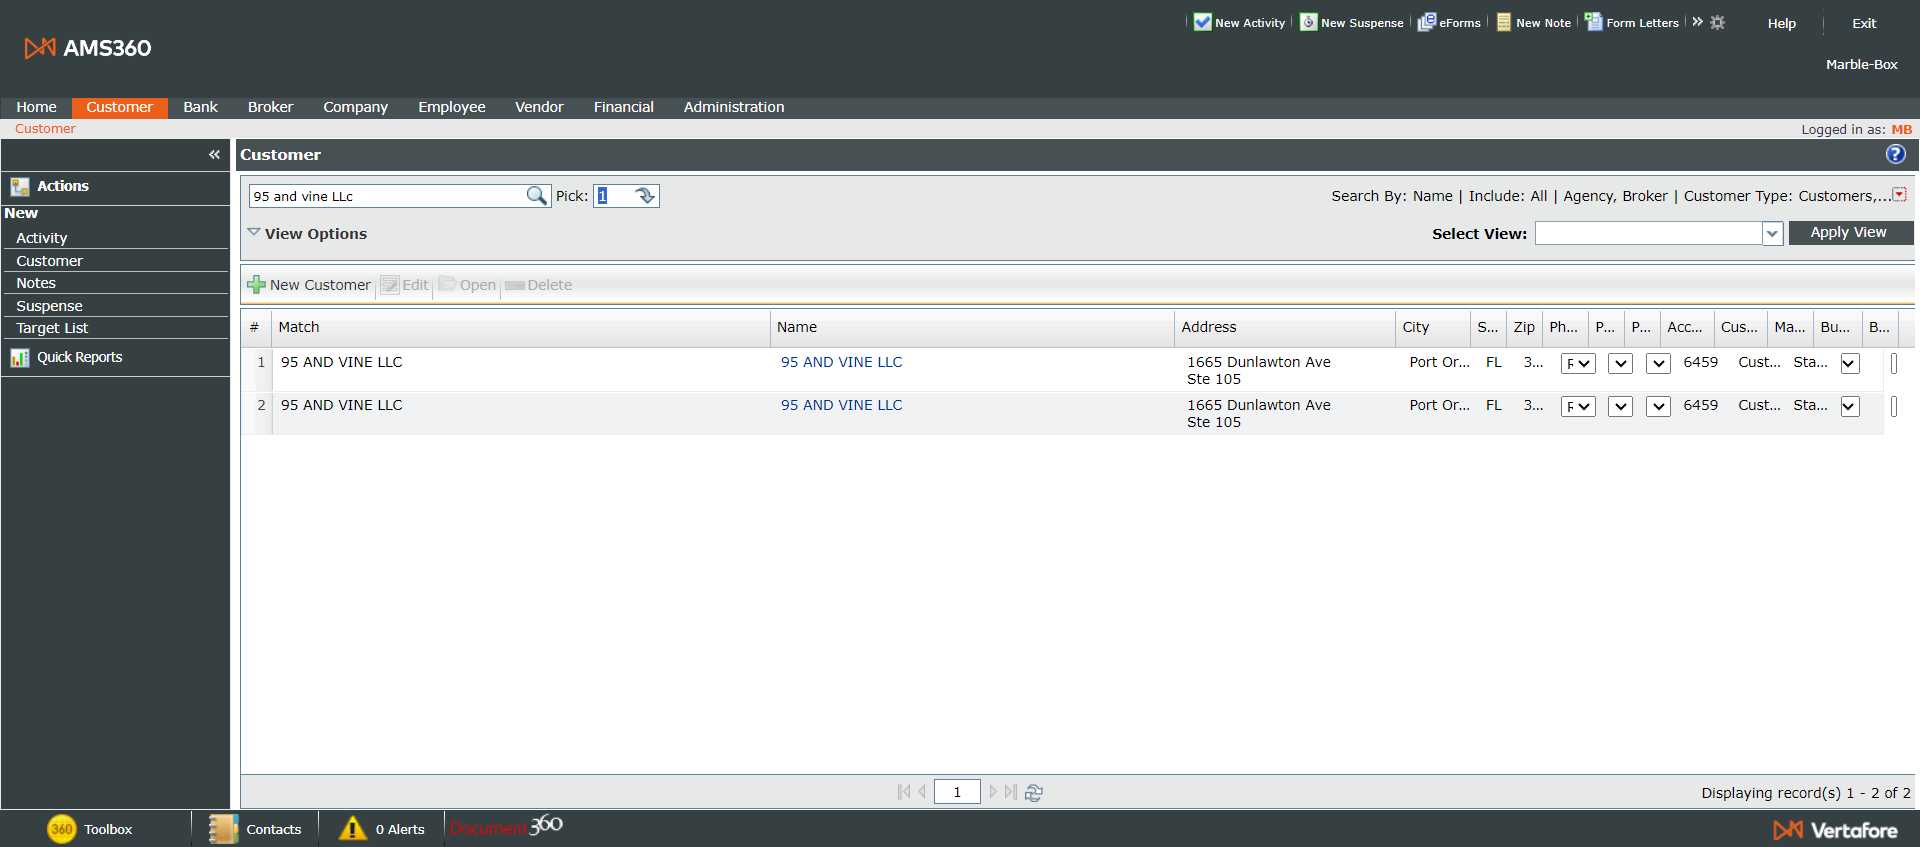 New Activity
New Suspense
eForms
New Note
Form Letters
Help
Exit
AMS360
Marble-Box
Home
Customer
Bank
Broker
Company
Employee
Vendor
Financial
Administration
Customer
Logged in as: MB
Customer
Actions
New
Activity
Customer
Notes
Suspense
Target List
Quick Reports
95 and vine LLc
Pick: 1
Search By: Name | Include: All | Agency, Broker | Customer Type: Customers,...
View Options
Select View:
Apply View
New Customer
Edit
Open
Delete
# Match Name Address City S... Zip Ph... P... P... Acc... Cus... Ma... Bu... B...
1 95 AND VINE LLC 95 AND VINE LLC 1665 Dunlawton Ave Port Or... FL 3... 6459 Cust... Sta...
Ste 105
2 95 AND VINE LLC 95 AND VINE LLC 1665 Dunlawton Ave Port Or... FL 3... 6459 Cust... Sta...
Ste 105
1
Displaying record(s) 1 - 2 of 2
360 Toolbox
Contacts
0 Alerts
Document360
Vertafore